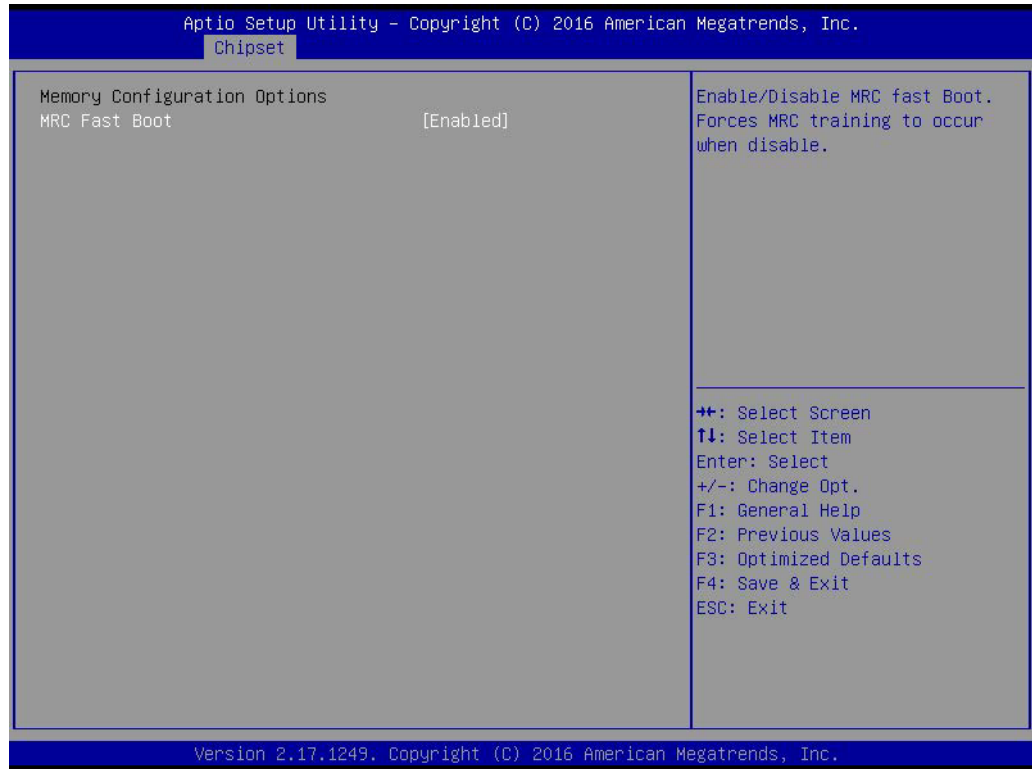 Aptio Setup Utility – Copyright (C) 2016 American Megatrends, Inc.
Chipset
Memory Configuration Options
MRC Fast Boot [Enabled]
Enable/Disable MRC fast Boot.
Forces MRC training to occur
when disable.
→←: Select Screen
↑↓: Select Item
Enter: Select
+/-: Change Opt.
F1: General Help
F2: Previous Values
F3: Optimized Defaults
F4: Save & Exit
ESC: Exit
Version 2.17.1249. Copyright (C) 2016 American Megatrends, Inc.